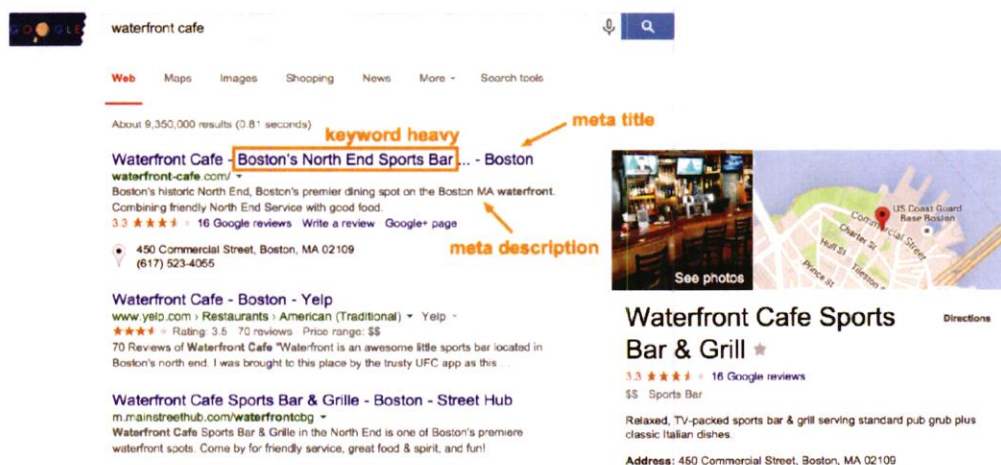 GOOGLE
waterfront cafe
Web Maps Images Shopping News More Search tools
About 9,350,000 results (0.81 seconds)
keyword heavy
meta title
Waterfront Cafe - Boston's North End Sports Bar ... - Boston
waterfront-cafe.com/
Boston's historic North End, Boston's premier dining spot on the Boston MA waterfront.
Combining friendly North End Service with good food.
3.3 16 Google reviews Write a review Google+ page
meta description
450 Commercial Street, Boston, MA 02109
(617) 523-4055
Waterfront Cafe - Boston - Yelp
www.yelp.com › Restaurants › American (Traditional) Yelp
Rating: 3.5 70 reviews Price range: $$
70 Reviews of Waterfront Cafe "Waterfront is an awesome little sports bar located in
Boston's north end. I was brought to this place by the trusty UFC app as this ...
Waterfront Cafe Sports Bar & Grille - Boston - Street Hub
m.mainstreethub.com/waterfrontcbg
Waterfront Cafe Sports Bar & Grille in the North End is one of Boston's premiere
waterfront spots. Come by for friendly service, great food & spirit, and fun!
See photos
US Coast Guard
Base Boston
Commercial Street
Charter St
Hull St
Tileston St
Prince St
Waterfront Cafe Sports
Bar & Grill
Directions
3.3 16 Google reviews
$$ Sports Bar
Relaxed, TV-packed sports bar & grill serving standard pub grub plus
classic Italian dishes.
Address: 450 Commercial Street, Boston, MA 02109